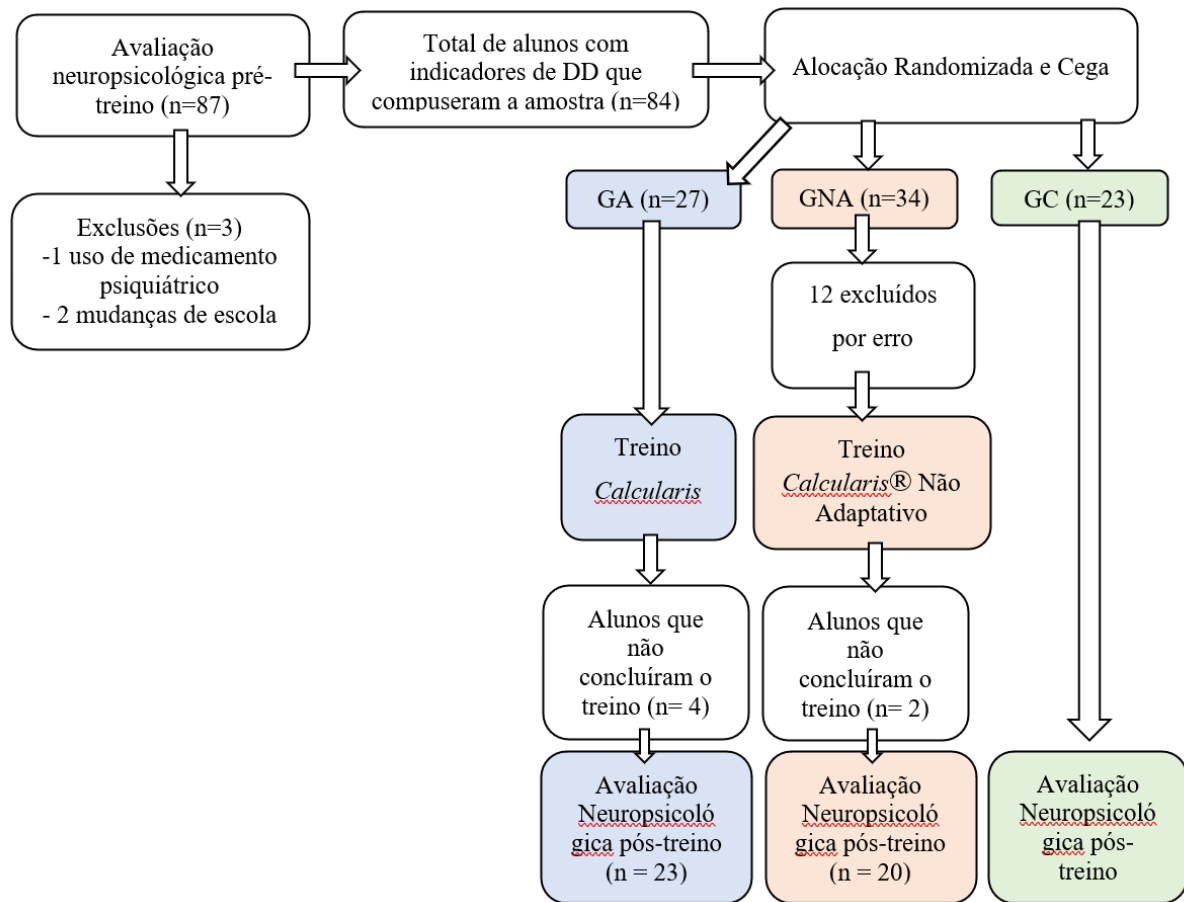 Avaliação
neuropsicológica pré-
treino (n=87)
Total de alunos com
indicadores de DD que
compuseram a amostra (n=84)
Alocação Randomizada e Cega
Exclusões (n=3)
-1 uso de medicamento
psiquiátrico
- 2 mudanças de escola
GA (n=27)
GNA (n=34)
GC (n=23)
12 excluídos
por erro
Treino
Calcularis
Treino
Calcularis® Não
Adaptativo
Alunos que
não
concluíram o
treino (n= 4)
Alunos que
não
concluíram o
treino (n= 2)
Avaliação
Neuropsicoló
gica pós-treino
(n = 23)
Avaliação
Neuropsicoló
gica pós-treino
(n = 20)
Avaliação
Neuropsicoló
gica pós-
treino